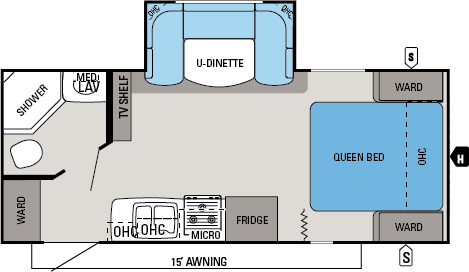 OHC
OHC
U-DINETTE
S
MED
LAV
SHOWER
TV SHELF
WARD
QUEEN BED
OHC
H
WARD
OHC
OHC
MICRO
FRIDGE
WARD
S
15' AWNING